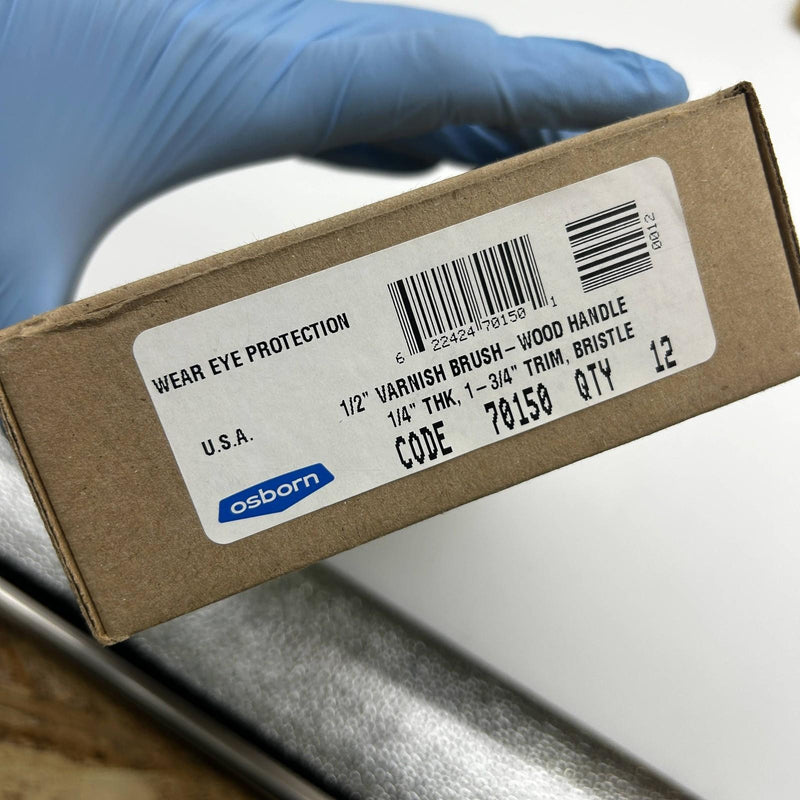 WEAR EYE PROTECTION
U.S.A.
osborn
6 22424 70150 1
0012
1/2" VARNISH BRUSH–WOOD HANDLE
1/4" THK, 1–3/4" TRIM, BRISTLE
CODE 70150 QTY 12